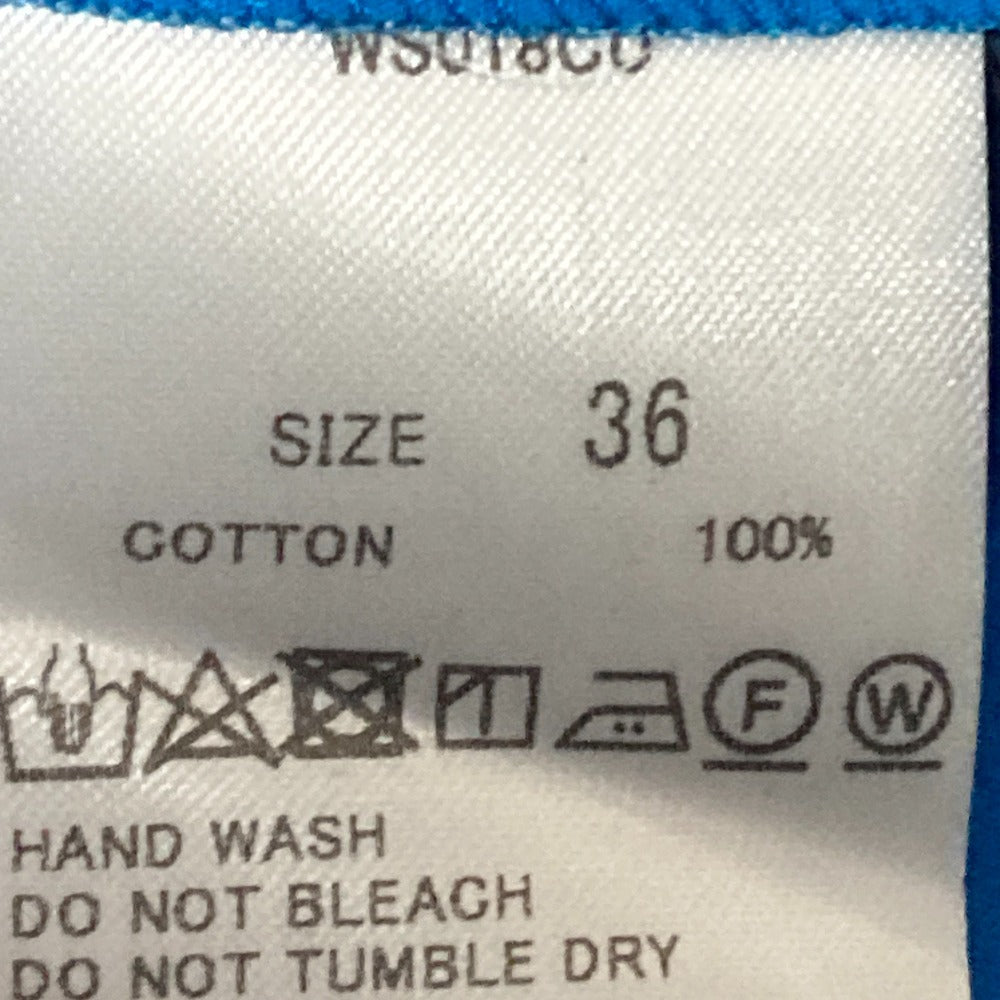 SIZE 36
COTTON 100%
F W
HAND WASH
DO NOT BLEACH
DO NOT TUMBLE DRY